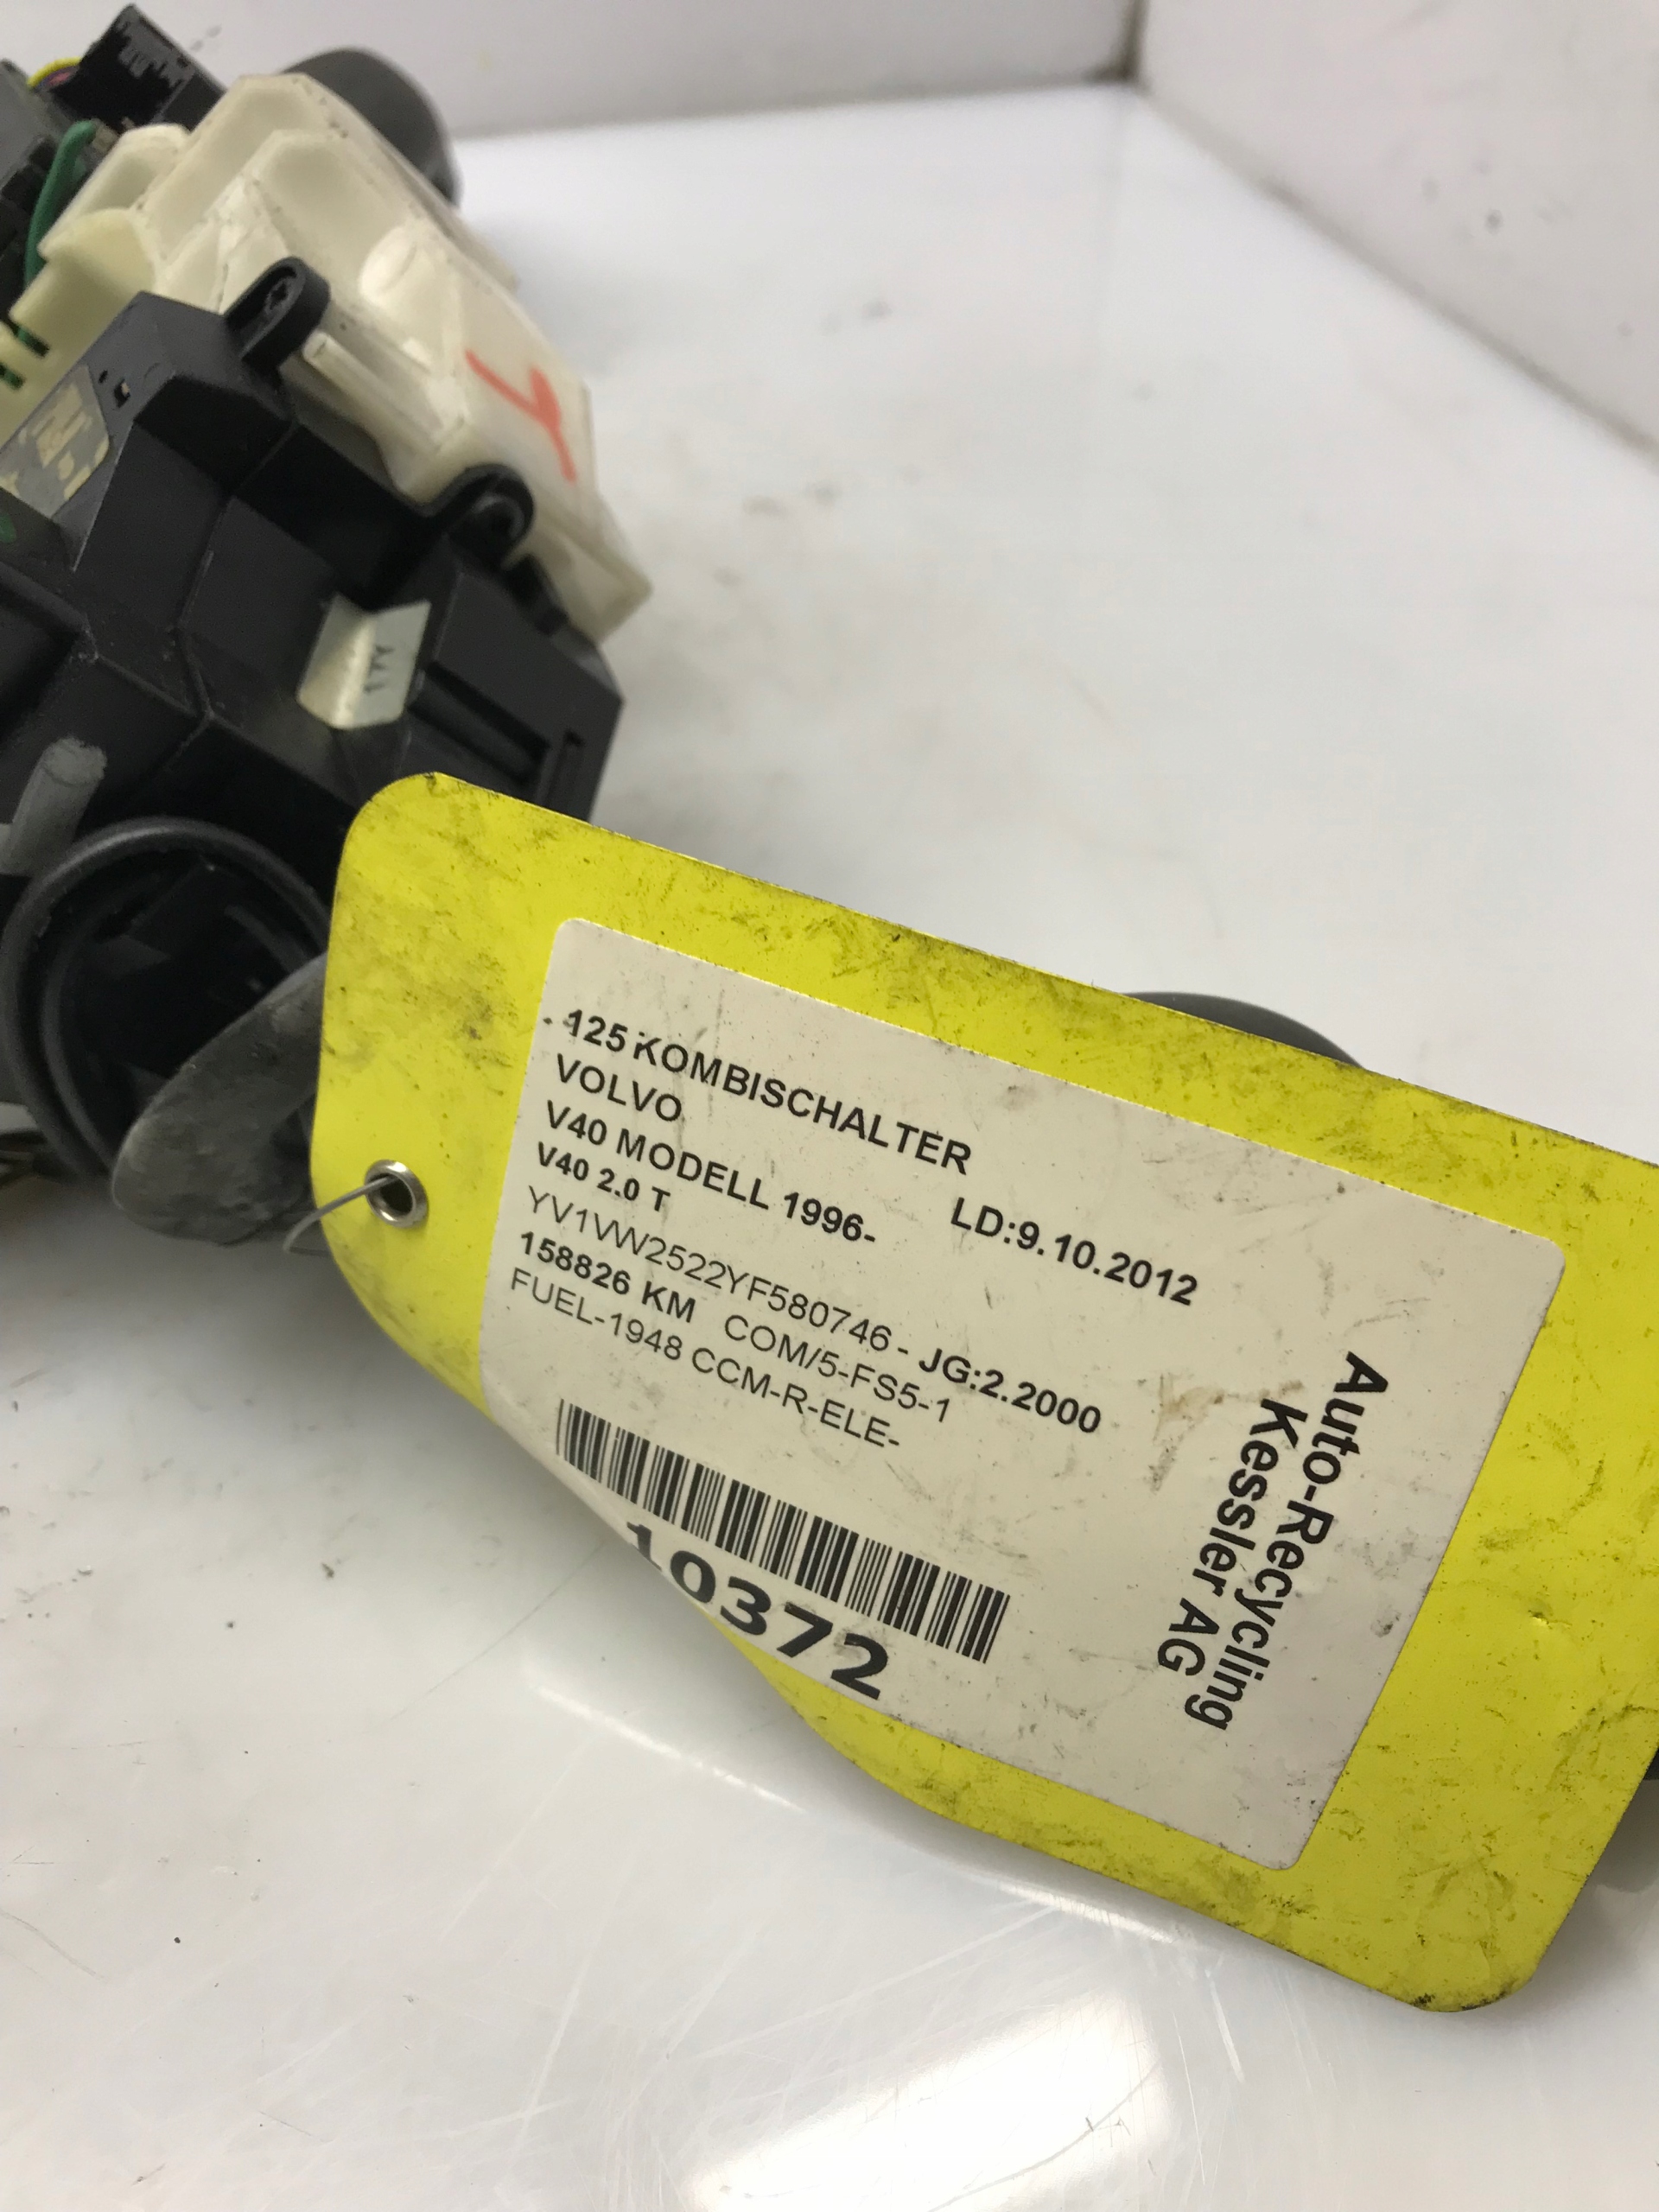 125 KOMBISCHALTER
VOLVO
V40 MODELL 1996- LD:9.10.2012
V40 2.0 T
YV1VW2522YF580746 - JG:2.2000
158826 KM COM/5-FS5-1
FUEL-1948 CCM-R-ELE-
10372
Auto-Recycling
Kessler AG